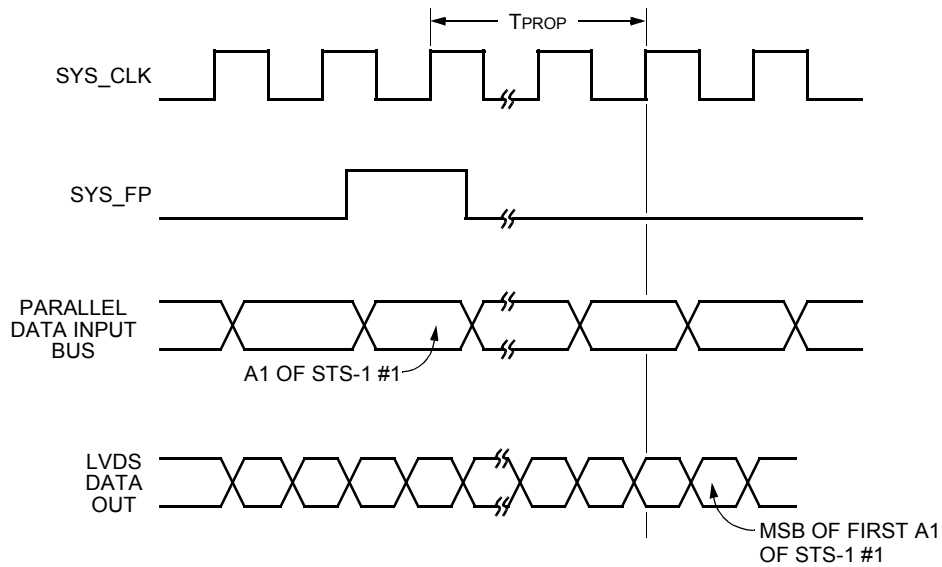 TPROP
SYS_CLK
SYS_FP
PARALLEL
DATA INPUT
BUS
A1 OF STS-1 #1
LVDS
DATA
OUT
MSB OF FIRST A1
OF STS-1 #1